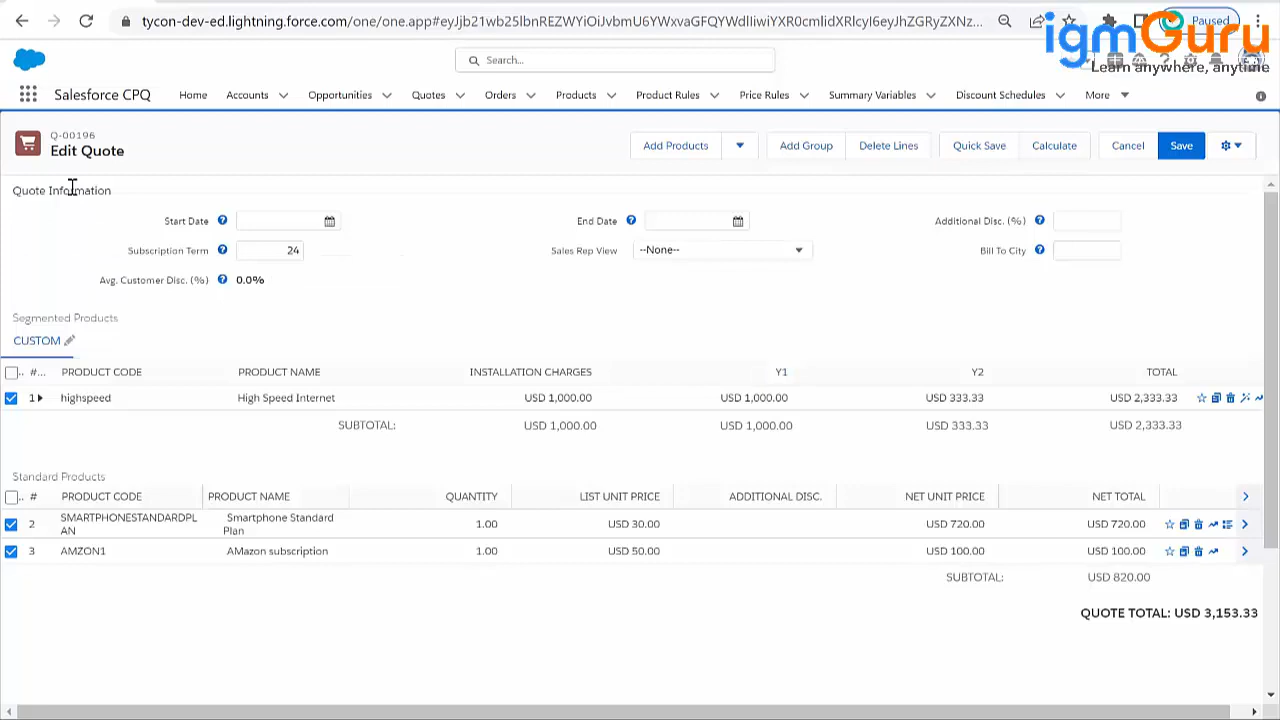 tycon-dev-ed.lightning.force.com/one/one.app#eyJjb21wb25lbnREZWYiOiJvbmU6YWxvaGFQYWdlIiwiYXR0cmlidXRlcyI6eyJhZGRyZXNz...
Paused
igmGuru
Learn anywhere, anytime
Search...
Salesforce CPQ Home Accounts Opportunities Quotes Orders Products Product Rules Price Rules Summary Variables Discount Schedules More
Q-00196
Edit Quote
Add Products Add Group Delete Lines Quick Save Calculate Cancel Save
Quote Information
Start Date End Date Additional Disc. (%)
Subscription Term 24 Sales Rep View --None-- Bill To City
Avg. Customer Disc. (%) 0.0%
Segmented Products
CUSTOM
#... PRODUCT CODE PRODUCT NAME INSTALLATION CHARGES Y1 Y2 TOTAL
1 highspeed High Speed Internet USD 1,000.00 USD 1,000.00 USD 333.33 USD 2,333.33
SUBTOTAL: USD 1,000.00 USD 1,000.00 USD 333.33 USD 2,333.33
Standard Products
# PRODUCT CODE PRODUCT NAME QUANTITY LIST UNIT PRICE ADDITIONAL DISC. NET UNIT PRICE NET TOTAL
2 SMARTPHONESTANDARDPL Smartphone Standard 1.00 USD 30.00 USD 720.00 USD 720.00
AN Plan
3 AMZON1 AMazon subscription 1.00 USD 50.00 USD 100.00 USD 100.00
SUBTOTAL: USD 820.00
QUOTE TOTAL: USD 3,153.33